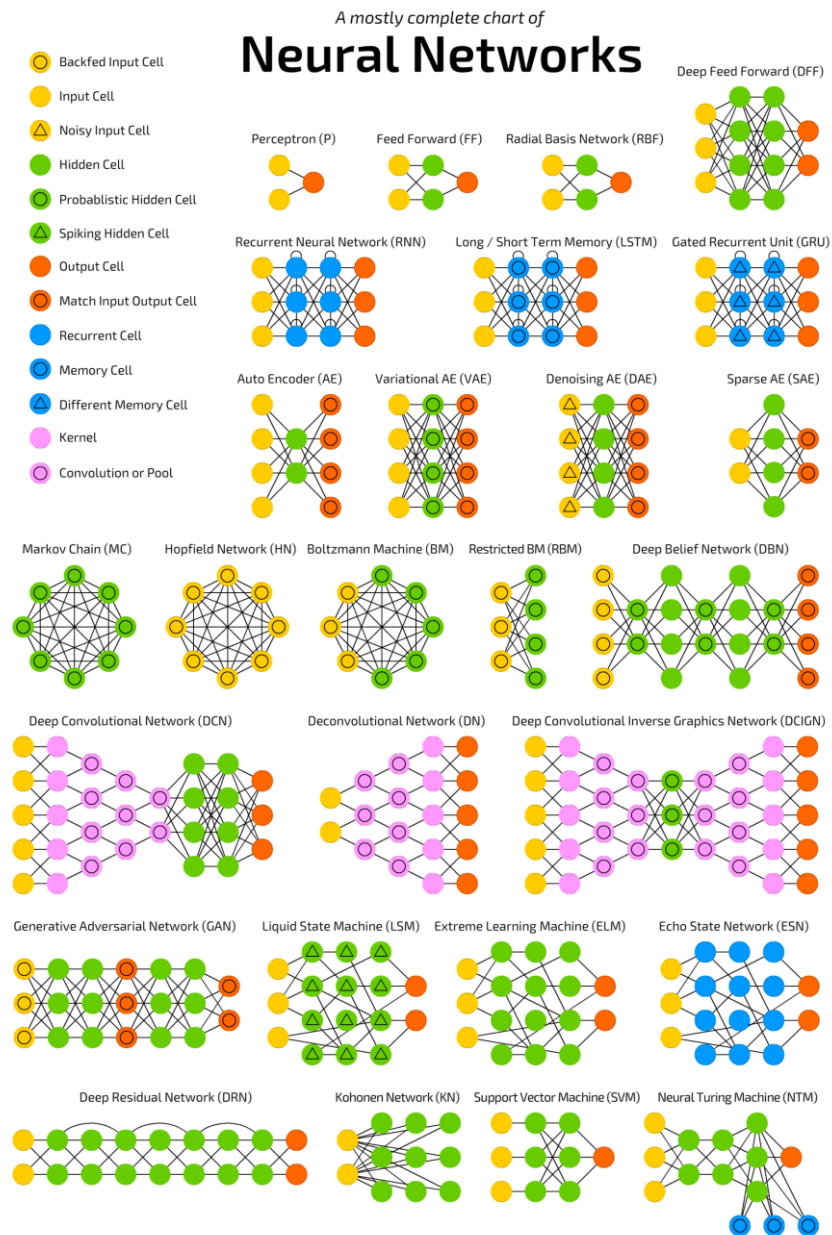 A mostly complete chart of
Neural Networks
Backfed Input Cell
Input Cell
Noisy Input Cell
Hidden Cell
Probablistic Hidden Cell
Spiking Hidden Cell
Output Cell
Match Input Output Cell
Recurrent Cell
Memory Cell
Different Memory Cell
Kernel
Convolution or Pool
Deep Feed Forward (DFF)
Perceptron (P)
Feed Forward (FF)
Radial Basis Network (RBF)
Recurrent Neural Network (RNN)
Long / Short Term Memory (LSTM)
Gated Recurrent Unit (GRU)
Auto Encoder (AE)
Variational AE (VAE)
Denoising AE (DAE)
Sparse AE (SAE)
Markov Chain (MC)
Hopfield Network (HN)
Boltzmann Machine (BM)
Restricted BM (RBM)
Deep Belief Network (DBN)
Deep Convolutional Network (DCN)
Deconvolutional Network (DN)
Deep Convolutional Inverse Graphics Network (DCIGN)
Generative Adversarial Network (GAN)
Liquid State Machine (LSM)
Extreme Learning Machine (ELM)
Echo State Network (ESN)
Deep Residual Network (DRN)
Kohonen Network (KN)
Support Vector Machine (SVM)
Neural Turing Machine (NTM)